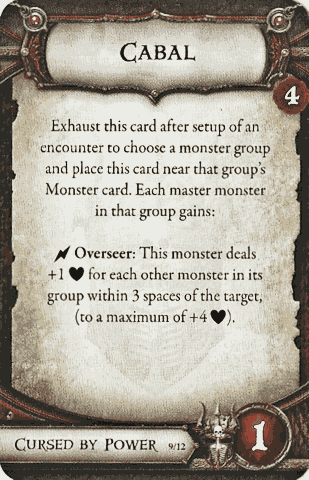 CABAL
4
Exhaust this card after setup of an
encounter to choose a monster group
and place this card near that group's
Monster card. Each master monster
in that group gains:
Overseer: This monster deals
+1 ♥ for each other monster in its
group within 3 spaces of the target,
(to a maximum of +4 ♥).
CURSED BY POWER 9/12
1